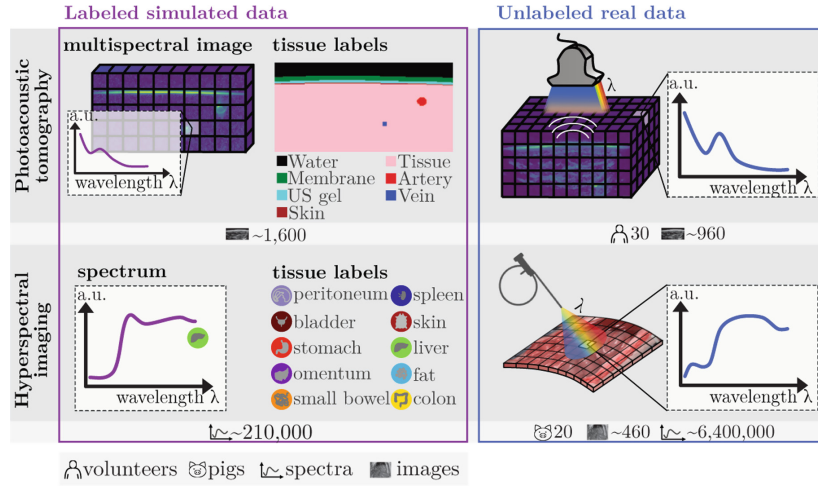 Labeled simulated data
Unlabeled real data
Photoacoustic
tomography
multispectral image
a.u.
wavelength λ
tissue labels
Water
Membrane
US gel
Skin
Tissue
Artery
Vein
λ
a.u.
wavelength λ
~1,600
30
~960
Hyperspectral
imaging
spectrum
a.u.
wavelength λ
tissue labels
peritoneum
spleen
bladder
skin
stomach
liver
omentum
fat
small bowel
colon
λ
a.u.
wavelength λ
~210,000
20
~460
~6,400,000
volunteers
pigs
spectra
images